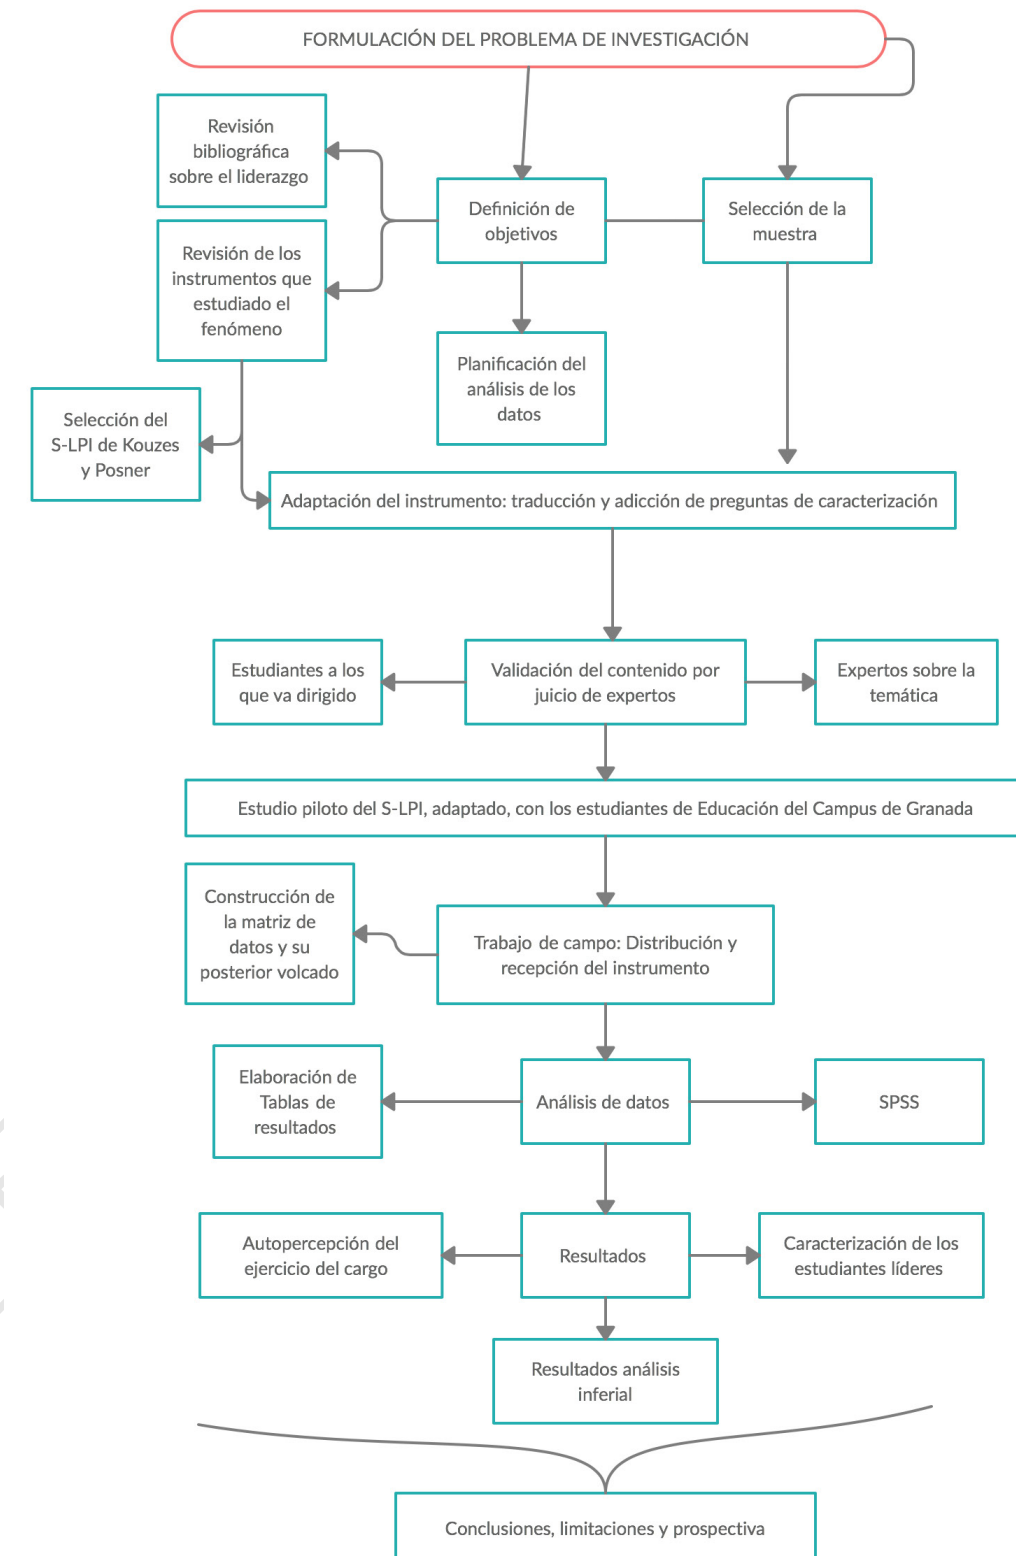 FORMULACIÓN DEL PROBLEMA DE INVESTIGACIÓN
Revisión
bibliográfica
sobre el liderazgo
Definición de
objetivos
Selección de la
muestra
Revisión de los
instrumentos que
estudiado el
fenómeno
Planificación del
análisis de los
datos
Selección del
S-LPI de Kouzes
y Posner
Adaptación del instrumento: traducción y adicción de preguntas de caracterización
Estudiantes a los
que va dirigido
Validación del contenido por
juicio de expertos
Expertos sobre la
temática
Estudio piloto del S-LPI, adaptado, con los estudiantes de Educación del Campus de Granada
Construcción de
la matriz de
datos y su
posterior volcado
Trabajo de campo: Distribución y
recepción del instrumento
Elaboración de
Tablas de
resultados
Análisis de datos
SPSS
Autopercepción del
ejercicio del cargo
Resultados
Caracterización de los
estudiantes líderes
Resultados análisis
inferial
Conclusiones, limitaciones y prospectiva